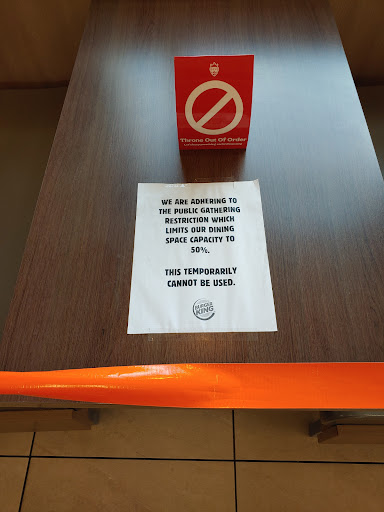 Throne Out Of Order
WE ARE ADHERING TO
THE PUBLIC GATHERING
RESTRICTION WHICH
LIMITS OUR DINING
SPACE CAPACITY TO
50%.
THIS TEMPORARILY
CANNOT BE USED.
BURGER
KING